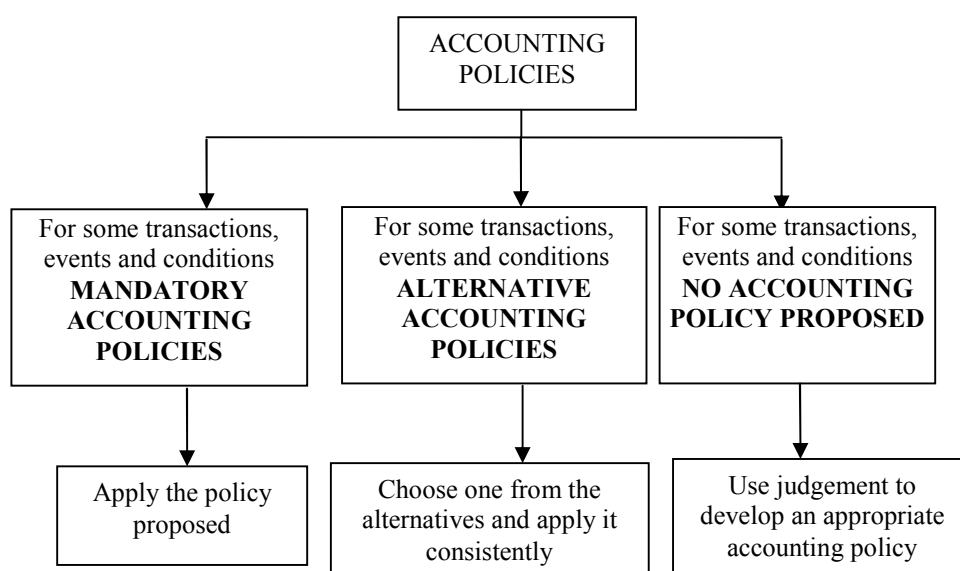 ACCOUNTING
POLICIES
For some transactions,
events and conditions
MANDATORY
ACCOUNTING
POLICIES
For some transactions,
events and conditions
ALTERNATIVE
ACCOUNTING
POLICIES
For some transactions,
events and conditions
NO ACCOUNTING
POLICY PROPOSED
Apply the policy
proposed
Choose one from the
alternatives and apply it
consistently
Use judgement to
develop an appropriate
accounting policy